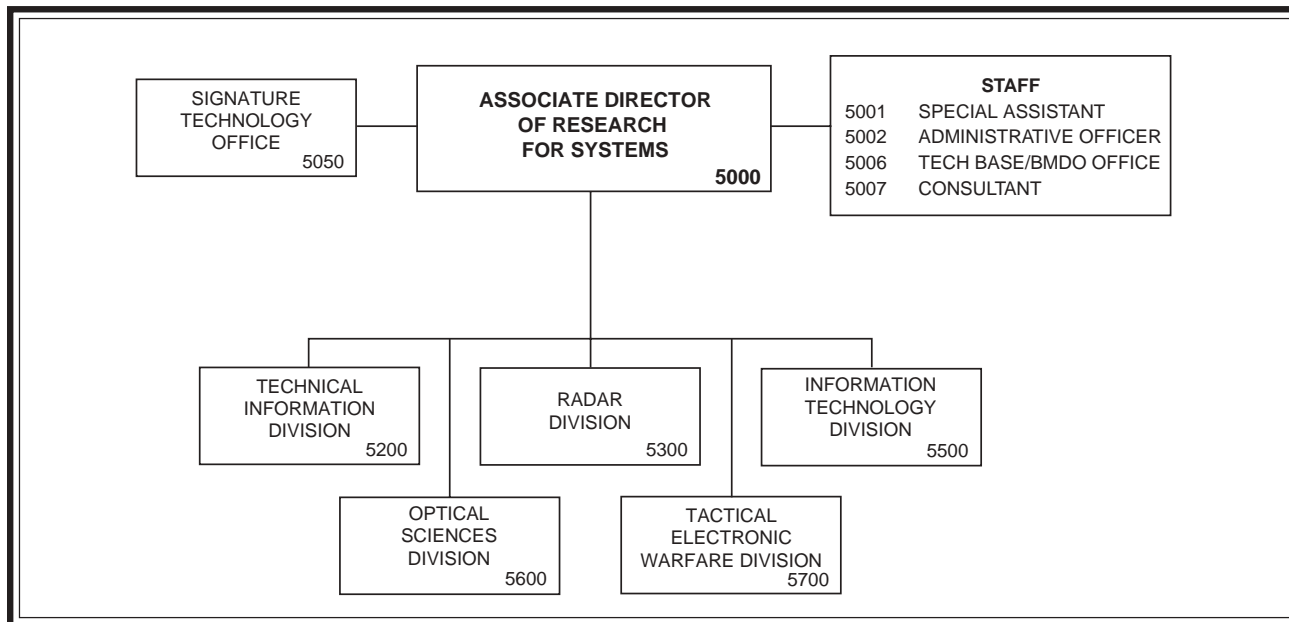 SIGNATURE
TECHNOLOGY
OFFICE
5050
ASSOCIATE DIRECTOR
OF RESEARCH
FOR SYSTEMS
5000
STAFF
5001 SPECIAL ASSISTANT
5002 ADMINISTRATIVE OFFICER
5006 TECH BASE/BMDO OFFICE
5007 CONSULTANT
TECHNICAL
INFORMATION
DIVISION
5200
RADAR
DIVISION
5300
INFORMATION
TECHNOLOGY
DIVISION
5500
OPTICAL
SCIENCES
DIVISION
5600
TACTICAL
ELECTRONIC
WARFARE DIVISION
5700